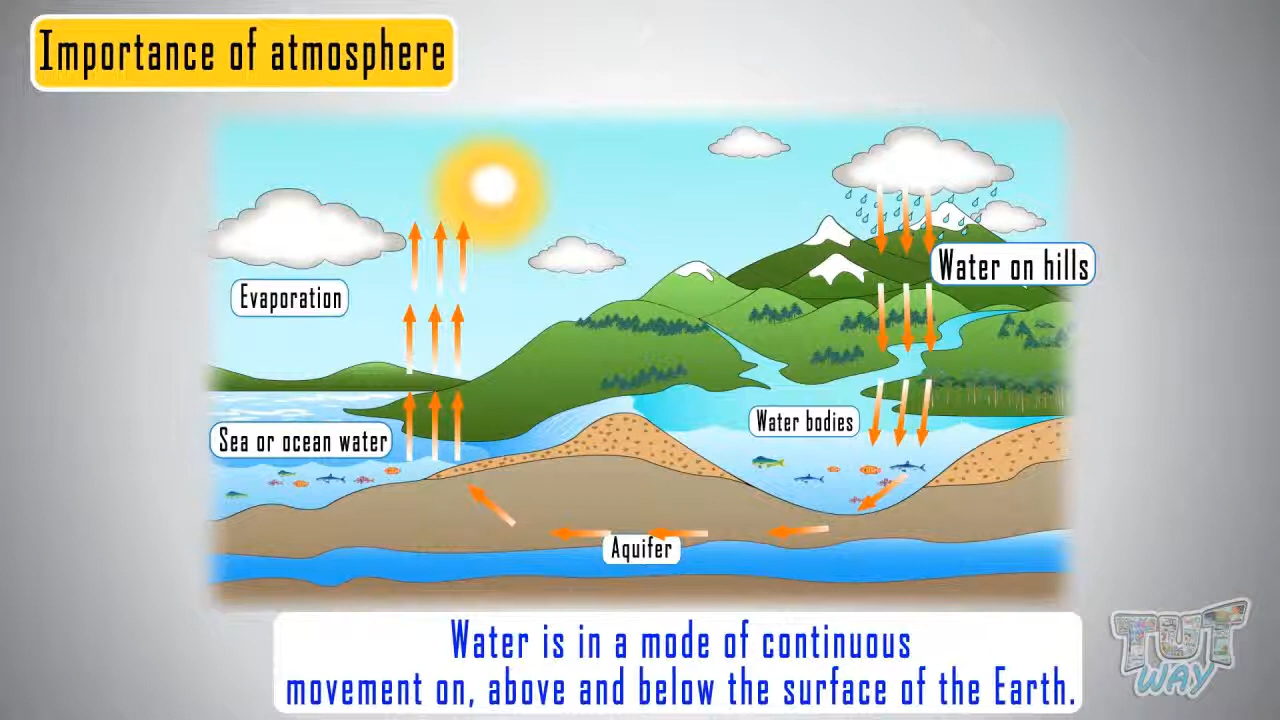 Importance of atmosphere
Water on hills
Evaporation
Water bodies
Sea or ocean water
Aquifer
Water is in a mode of continuous
movement on, above and below the surface of the Earth.
TUT
WAY